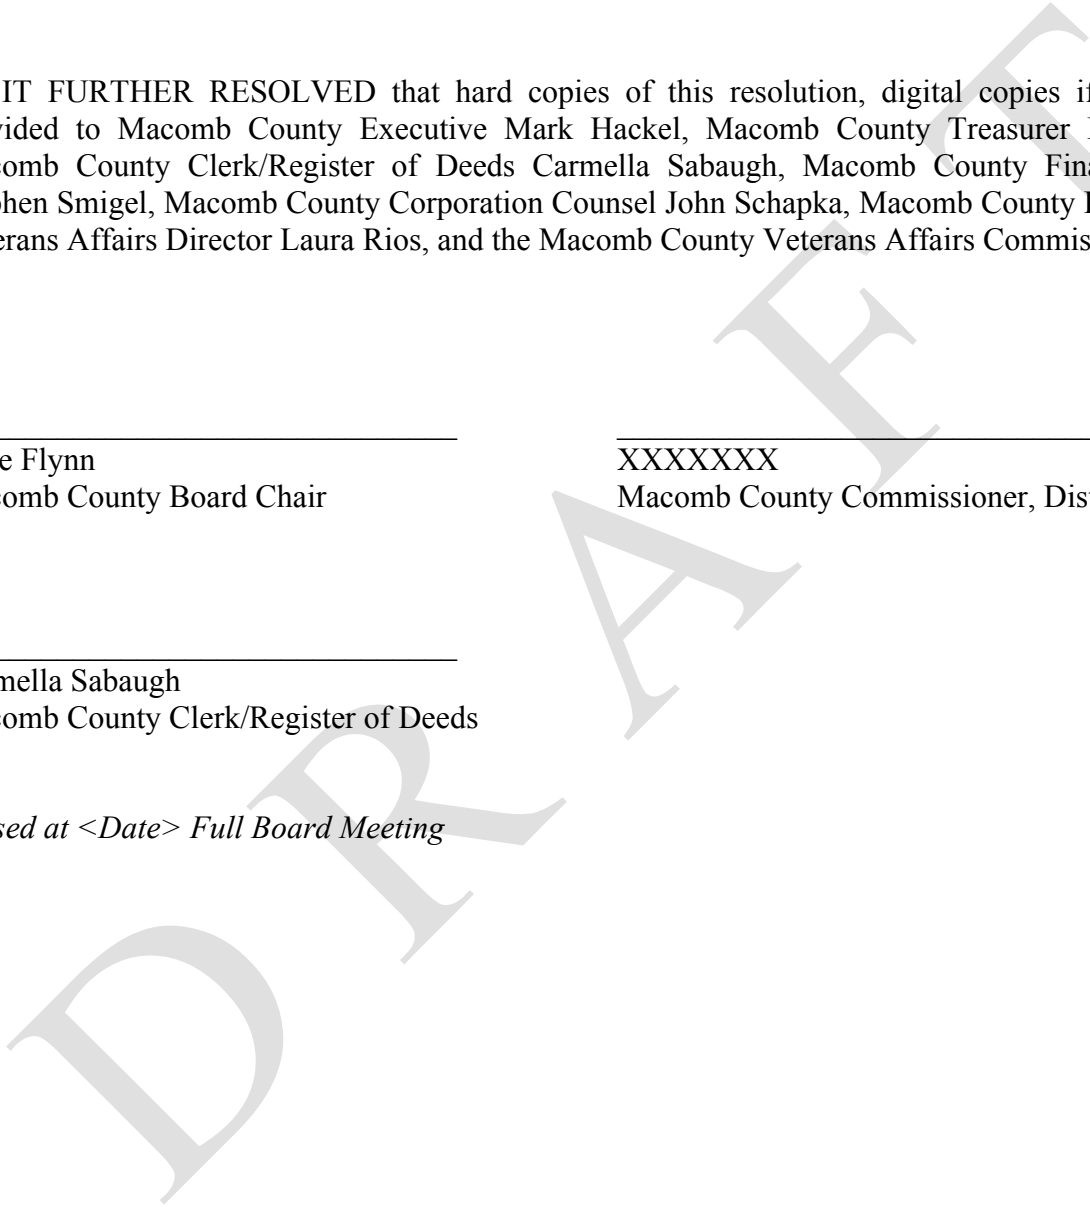 IT FURTHER RESOLVED that hard copies of this resolution, digital copies if
vided to Macomb County Executive Mark Hackel, Macomb County Treasurer
comb County Clerk/Register of Deeds Carmella Sabaugh, Macomb County Fina
phen Smigel, Macomb County Corporation Counsel John Schapka, Macomb County
erans Affairs Director Laura Rios, and the Macomb County Veterans Affairs Commis
e Flynn
comb County Board Chair
XXXXXXX
Macomb County Commissioner, Dis
mella Sabaugh
comb County Clerk/Register of Deeds
sed at <Date> Full Board Meeting
DRAFT